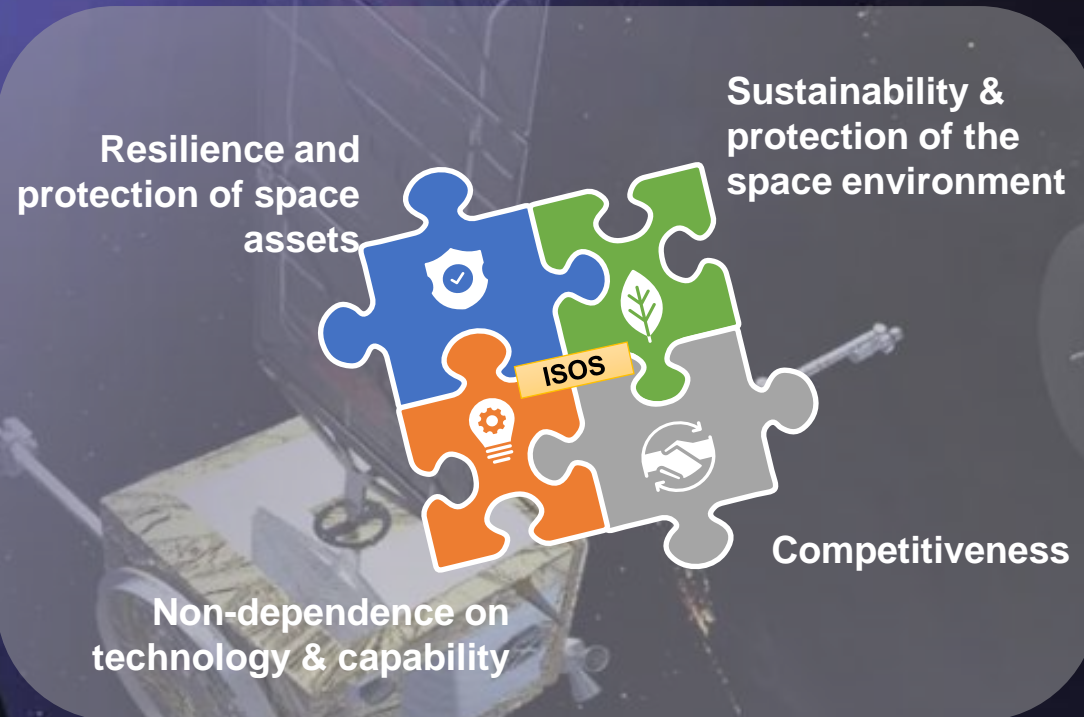 Resilience and
protection of space
assets
Sustainability &
protection of the
space environment
ISOS
Competitiveness
Non-dependence on
technology & capability